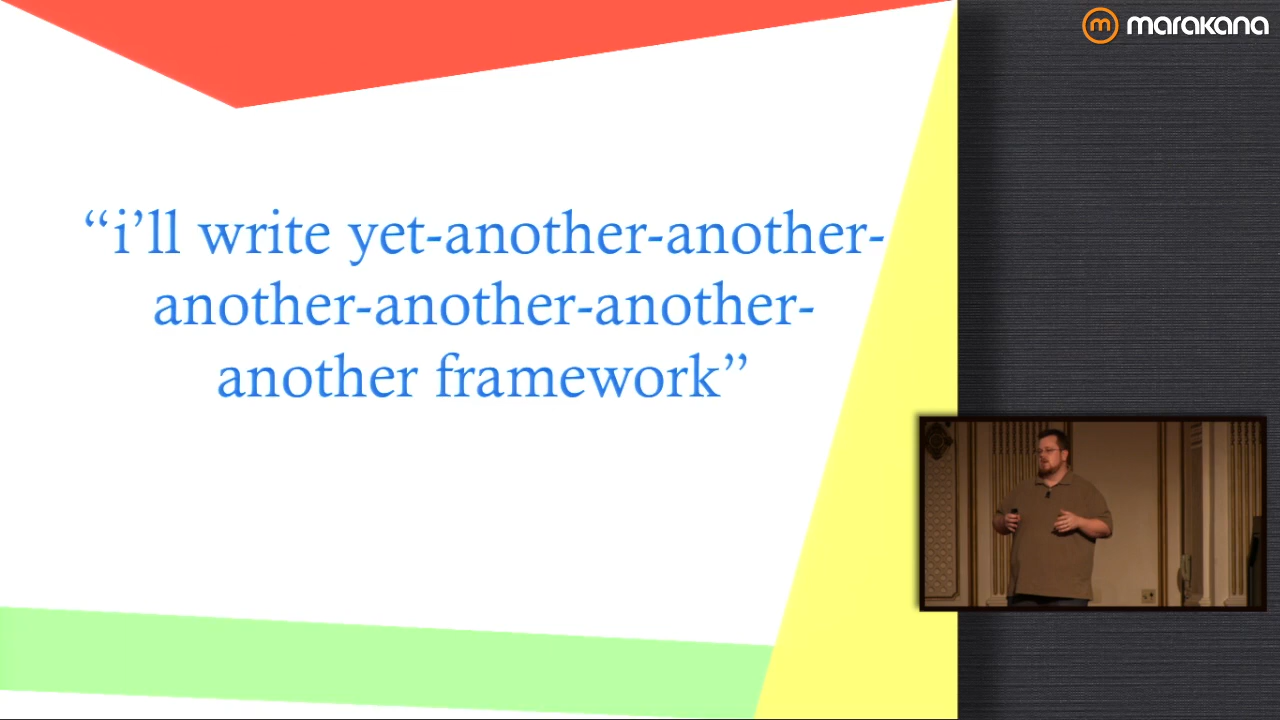 marakana
“i’ll write yet-another-another-
another-another-another-
another framework”